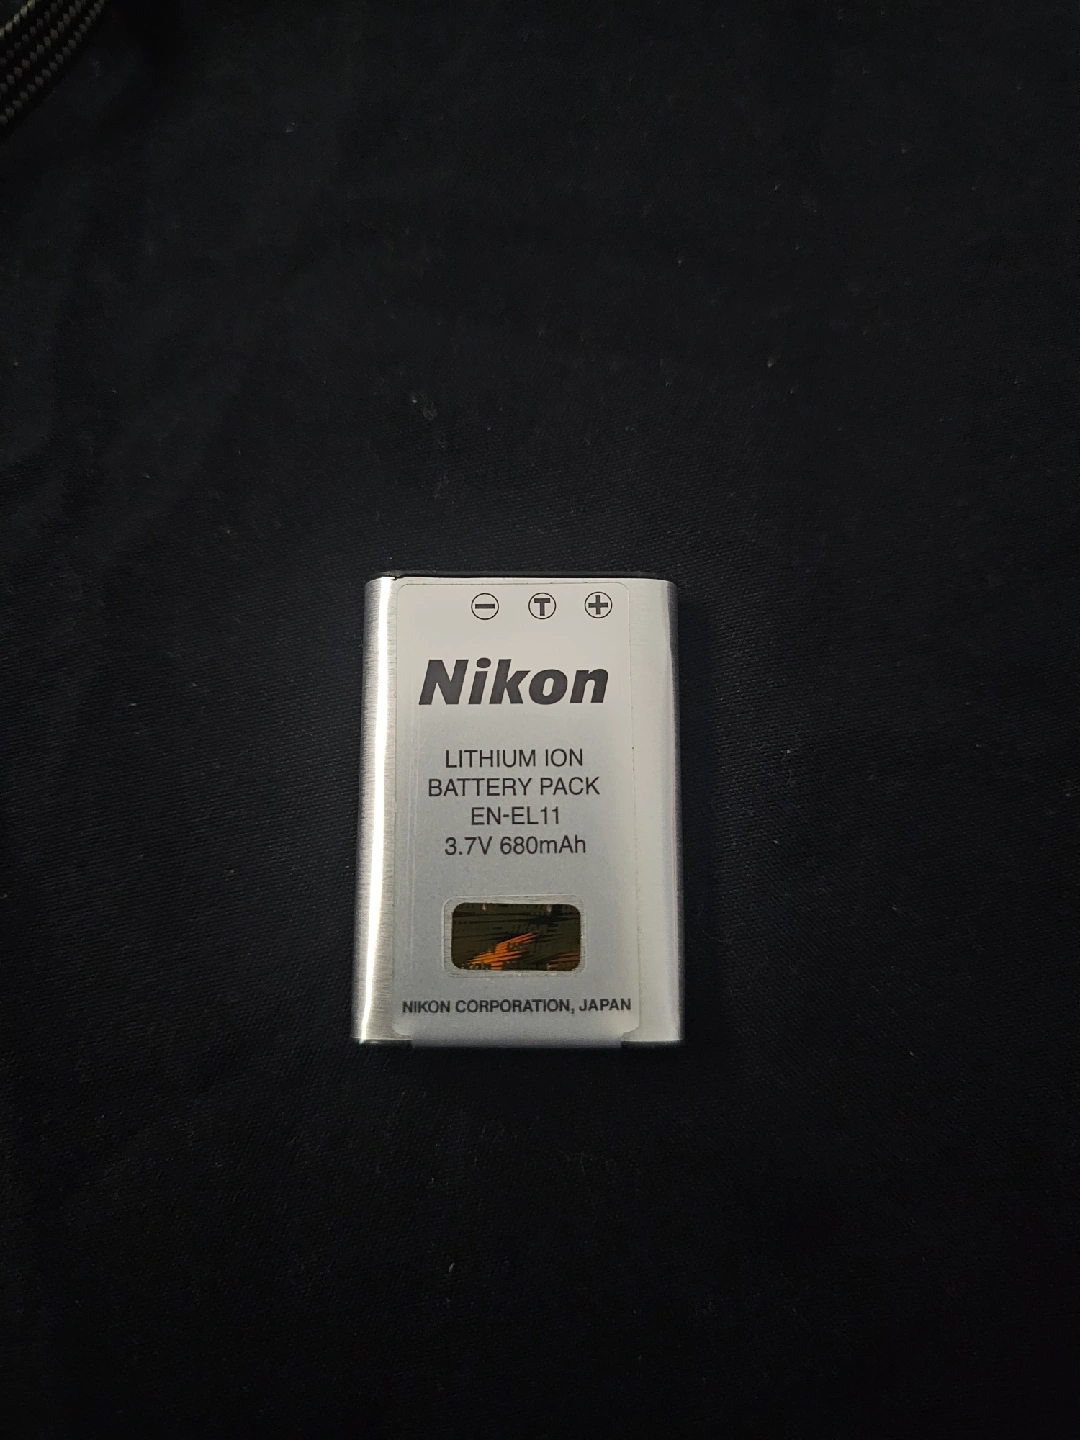 − T +
Nikon
LITHIUM ION
BATTERY PACK
EN-EL11
3.7V 680mAh
NIKON CORPORATION, JAPAN